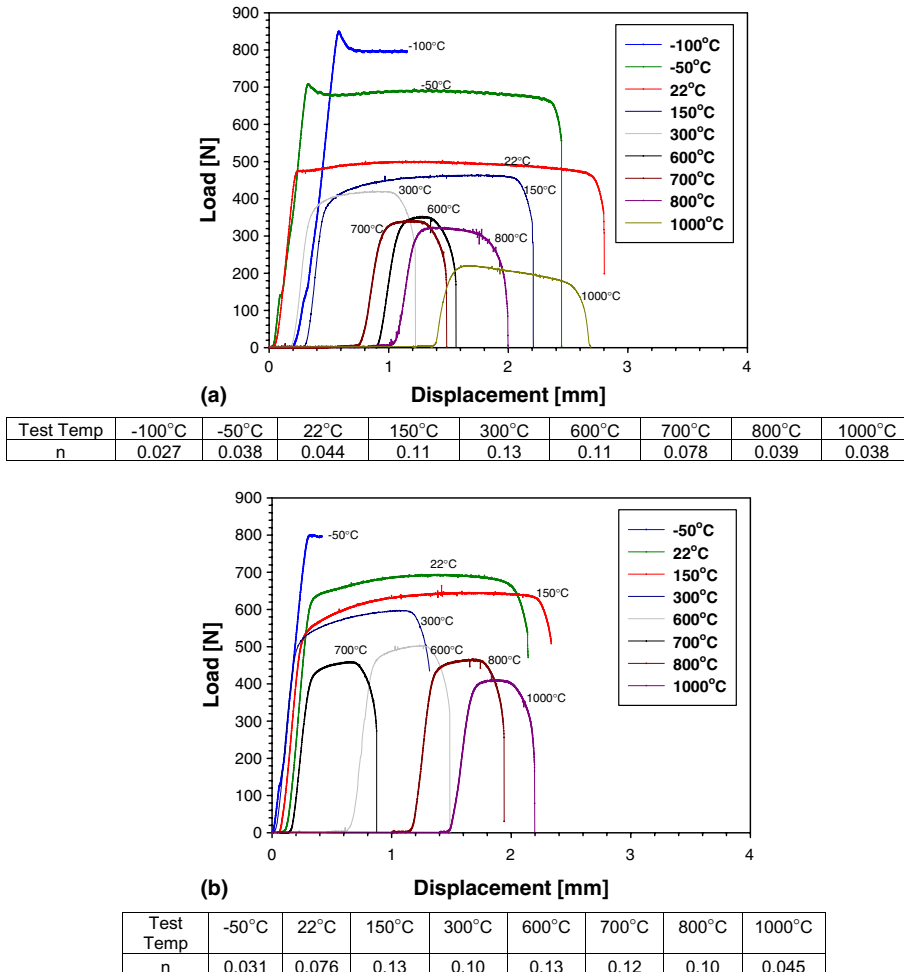 900
800
700
600
500
400
300
200
100
0
Load [N]
-100°C
-50°C
22°C
150°C
300°C
600°C
700°C
800°C
1000°C
-100°C
-50°C
22°C
150°C
300°C
600°C
700°C
800°C
1000°C
0 1 2 3 4
(a) Displacement [mm]
Test Temp -100°C -50°C 22°C 150°C 300°C 600°C 700°C 800°C 1000°C
n 0.027 0.038 0.044 0.11 0.13 0.11 0.078 0.039 0.038
900
800
700
600
500
400
300
200
100
0
Load [N]
-50°C
22°C
150°C
300°C
700°C
600°C
800°C
1000°C
-50°C
22°C
150°C
300°C
600°C
700°C
800°C
1000°C
0 1 2 3 4
(b) Displacement [mm]
Test Temp -50°C 22°C 150°C 300°C 600°C 700°C 800°C 1000°C
n 0.031 0.076 0.13 0.10 0.13 0.12 0.10 0.045